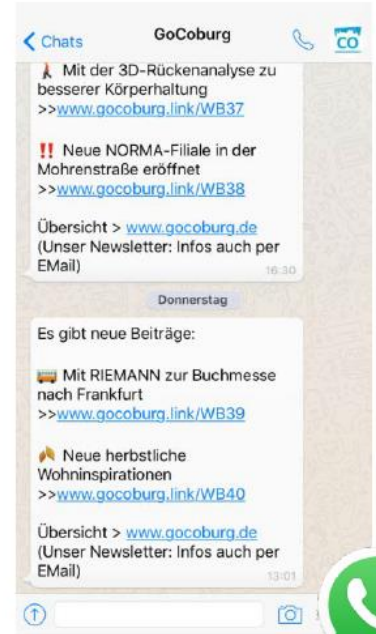 Chats
GoCoburg
CO
Mit der 3D-Rückenanalyse zu
besserer Körperhaltung
>>www.gocoburg.link/WB37
‼ Neue NORMA-Filiale in der
Mohrenstraße eröffnet
>>www.gocoburg.link/WB38
Übersicht > www.gocoburg.de
(Unser Newsletter: Infos auch per
EMail)
16:30
Donnerstag
Es gibt neue Beiträge:
Mit RIEMANN zur Buchmesse
nach Frankfurt
>>www.gocoburg.link/WB39
Neue herbstliche
Wohninspirationen
>>www.gocoburg.link/WB40
Übersicht > www.gocoburg.de
(Unser Newsletter: Infos auch per
EMail)
13:01